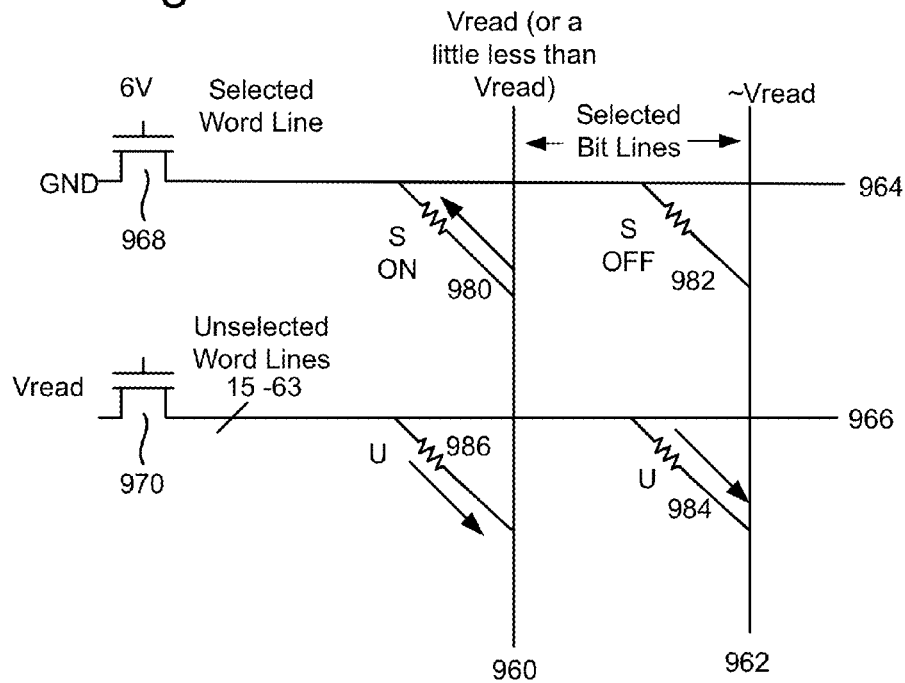 Vread (or a
little less than
Vread)
6V
Selected
Word Line
Selected
Bit Lines
~Vread
GND
964
968
S
ON
980
S
OFF
982
Unselected
Word Lines
15 -63
Vread
966
970
U
986
U
984
960
962